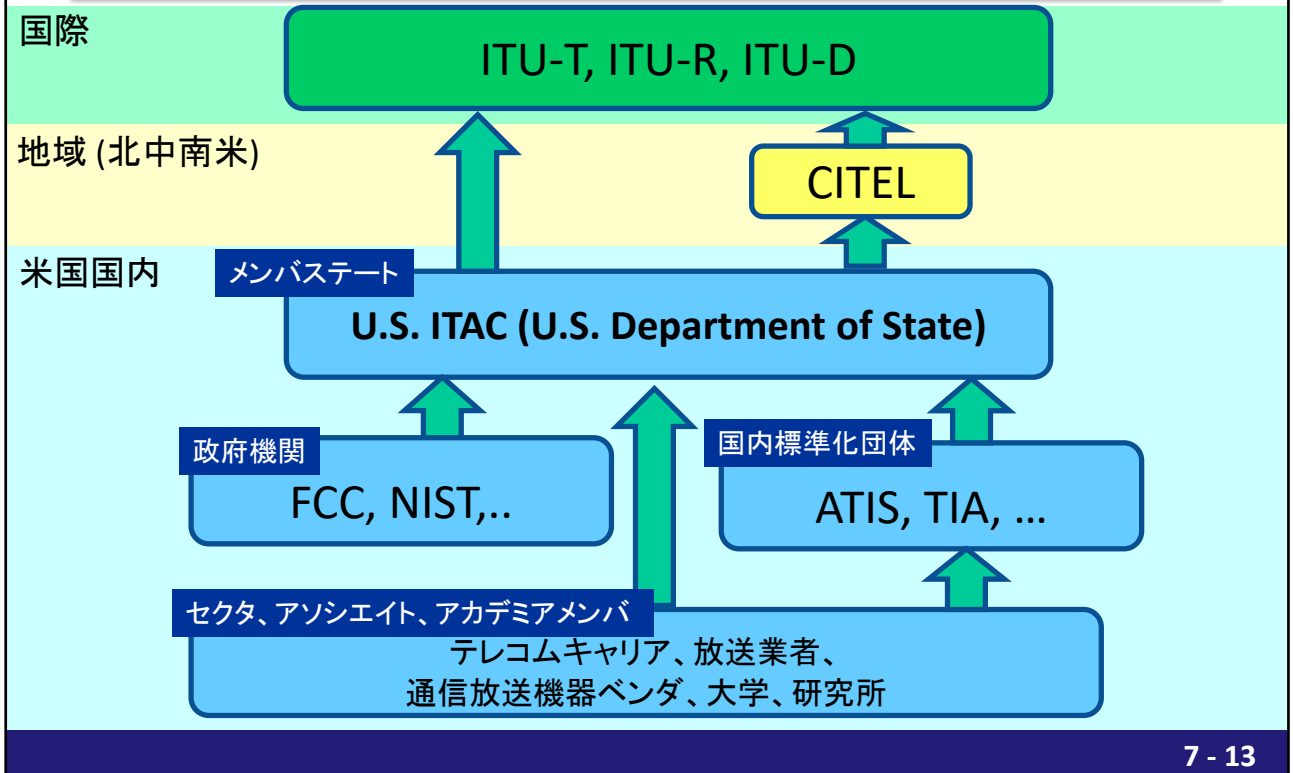 国際
ITU-T, ITU-R, ITU-D
地域 (北中南米)
CITEL
米国国内
メンバステート
U.S. ITAC (U.S. Department of State)
政府機関
FCC, NIST,..
国内標準化団体
ATIS, TIA, ...
セクタ、アソシエイト、アカデミアメンバ
テレコムキャリア、放送業者、
通信放送機器ベンダ、大学、研究所
7 - 13